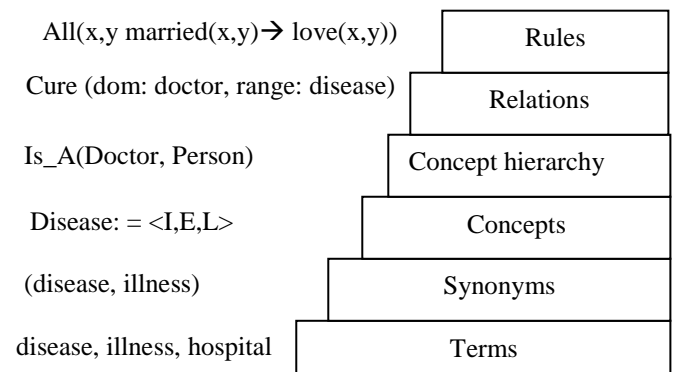 All(x,y married(x,y)→ love(x,y)) Rules
Cure (dom: doctor, range: disease) Relations
Is_A(Doctor, Person) Concept hierarchy
Disease: = <I,E,L> Concepts
(disease, illness) Synonyms
disease, illness, hospital Terms